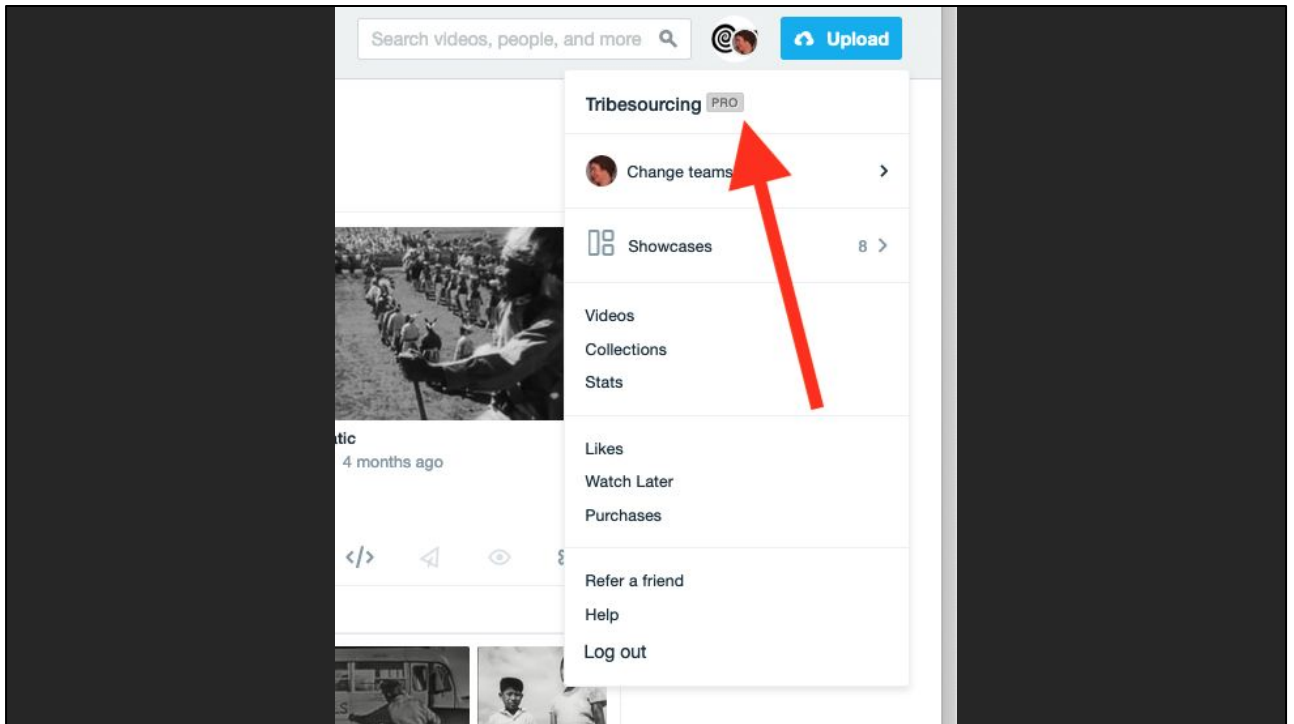 Search videos, people, and more
Upload
Tribesourcing PRO
Change teams
Showcases 8
Videos
Collections
Stats
tic
4 months ago
Likes
Watch Later
Purchases
Refer a friend
Help
Log out